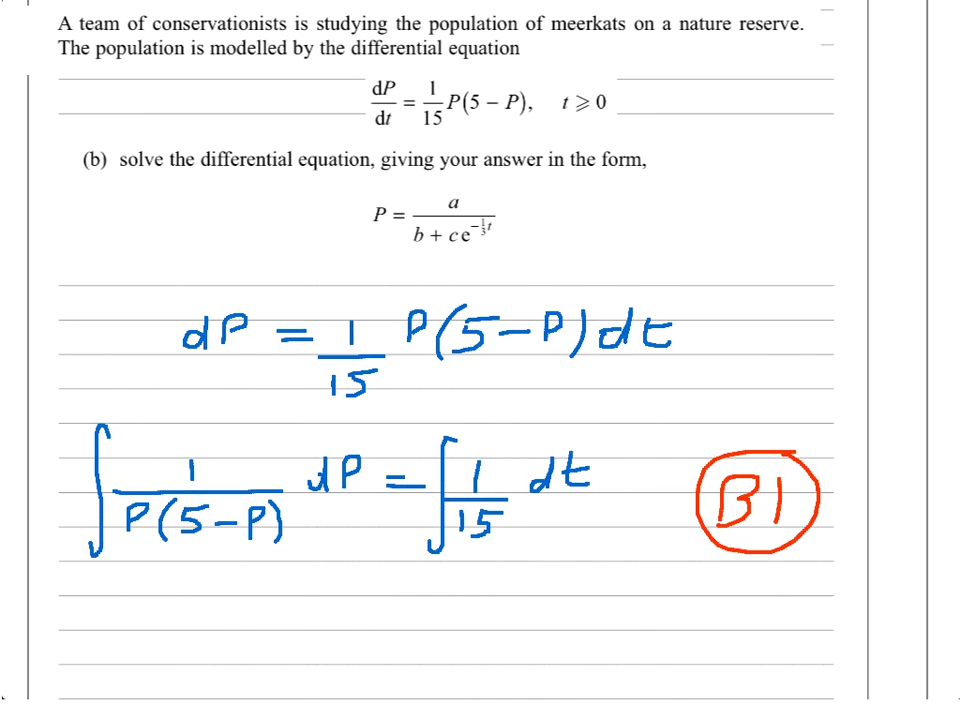 A team of conservationists is studying the population of meerkats on a nature reserve.
The population is modelled by the differential equation
dP/dt = 1/15 P(5 − P), t ⩾ 0
(b) solve the differential equation, giving your answer in the form,
P = a/(b + ce^(−1/3 t))
dP = 1/15 P(5−P)dt
∫ 1/(P(5−P)) dP = ∫ 1/15 dt
B1